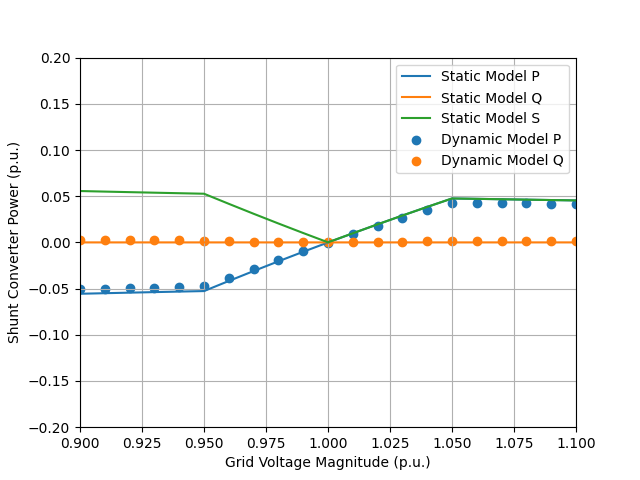 Static Model P
Static Model Q
Static Model S
Dynamic Model P
Dynamic Model Q
0.20
0.15
0.10
0.05
0.00
−0.05
−0.10
−0.15
−0.20
Shunt Converter Power (p.u.)
0.900 0.925 0.950 0.975 1.000 1.025 1.050 1.075 1.100
Grid Voltage Magnitude (p.u.)